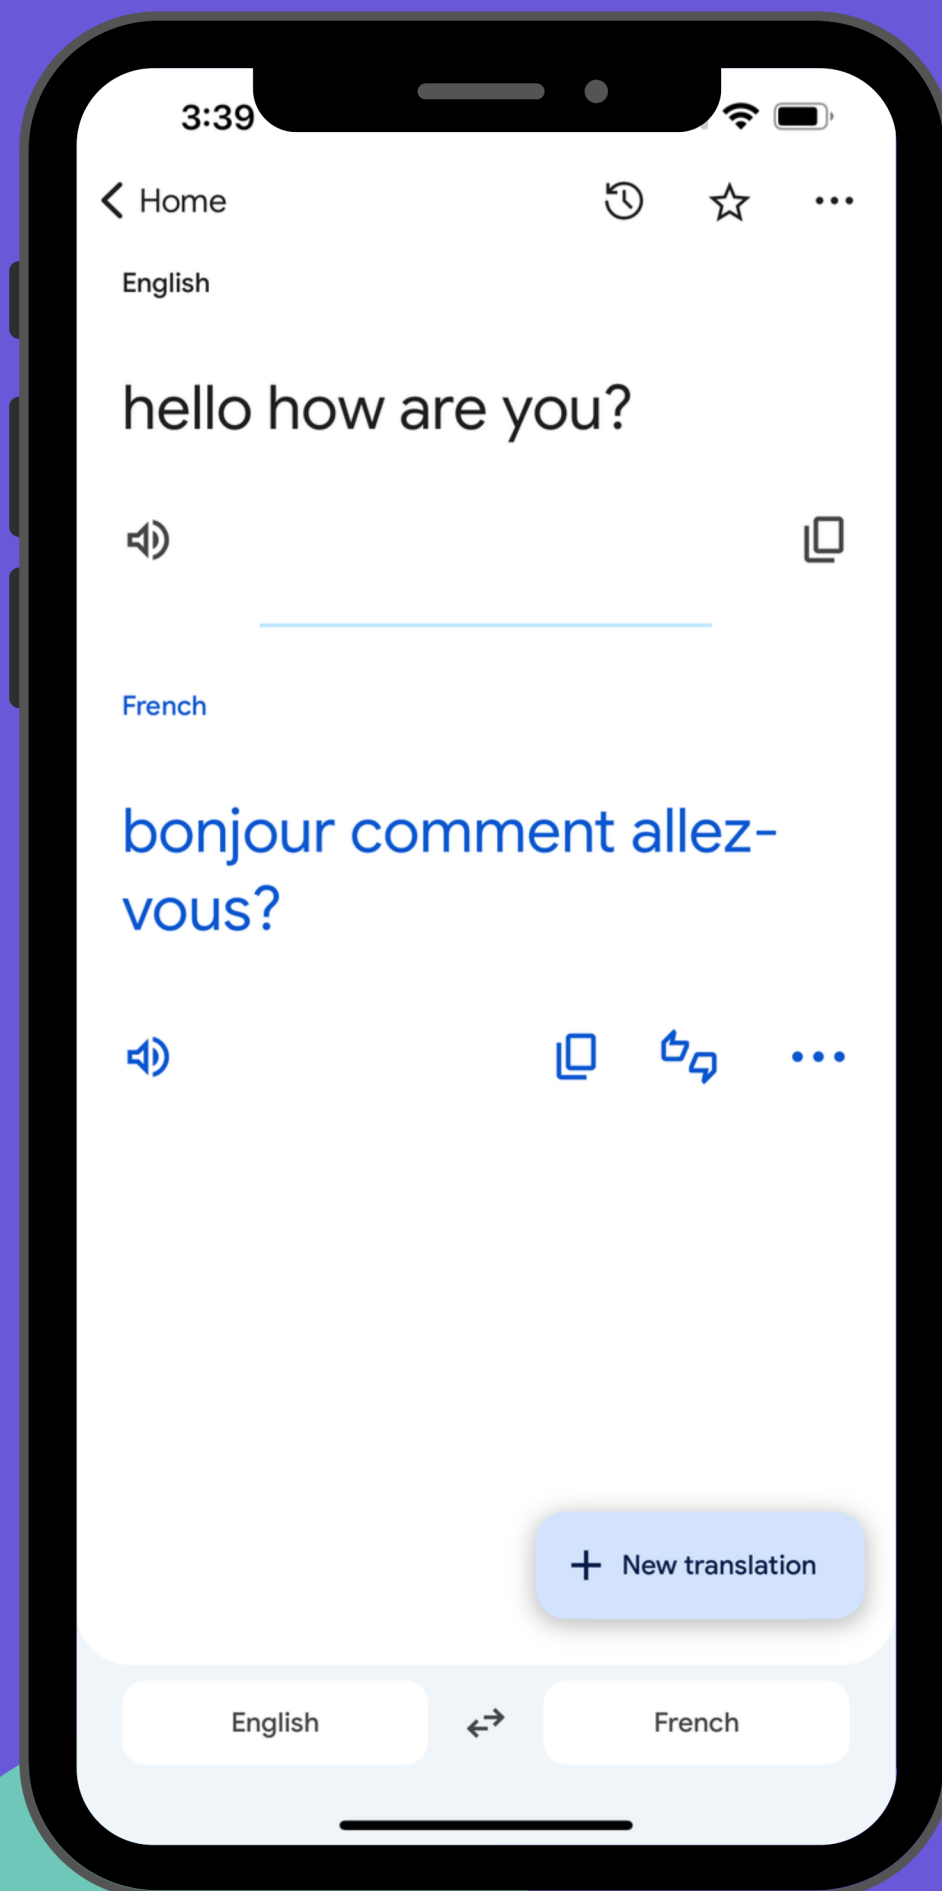 3:39
Home
English
hello how are you?
French
bonjour comment allez-
vous?
New translation
English
French